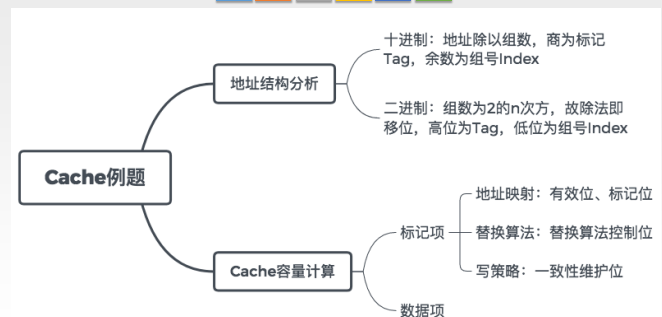 十进制：地址除以组数，商为标记
Tag，余数为组号Index
地址结构分析
二进制：组数为2的n次方，故除法即
移位，高位为Tag，低位为组号Index
Cache例题
地址映射：有效位、标记位
标记项
替换算法：替换算法控制位
Cache容量计算
写策略：一致性维护位
数据项